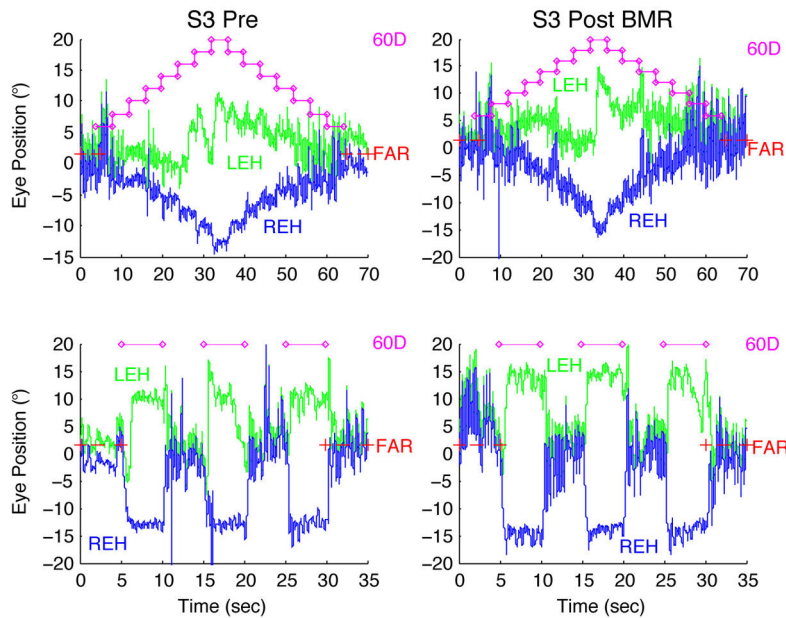 S3 Pre
S3 Post BMR
20
15
10
5
0
−5
−10
−15
Eye Position (°)
60D
LEH
FAR
REH
0 10 20 30 40 50 60 70
20
15
10
5
0
−5
−10
−15
−20
60D
LEH
FAR
REH
0 10 20 30 40 50 60 70
20
15
10
5
0
−5
−10
−15
−20
Eye Position (°)
60D
LEH
FAR
REH
0 5 10 15 20 25 30 35
Time (sec)
20
15
10
5
0
−5
−10
−15
−20
60D
LEH
FAR
REH
0 5 10 15 20 25 30 35
Time (sec)